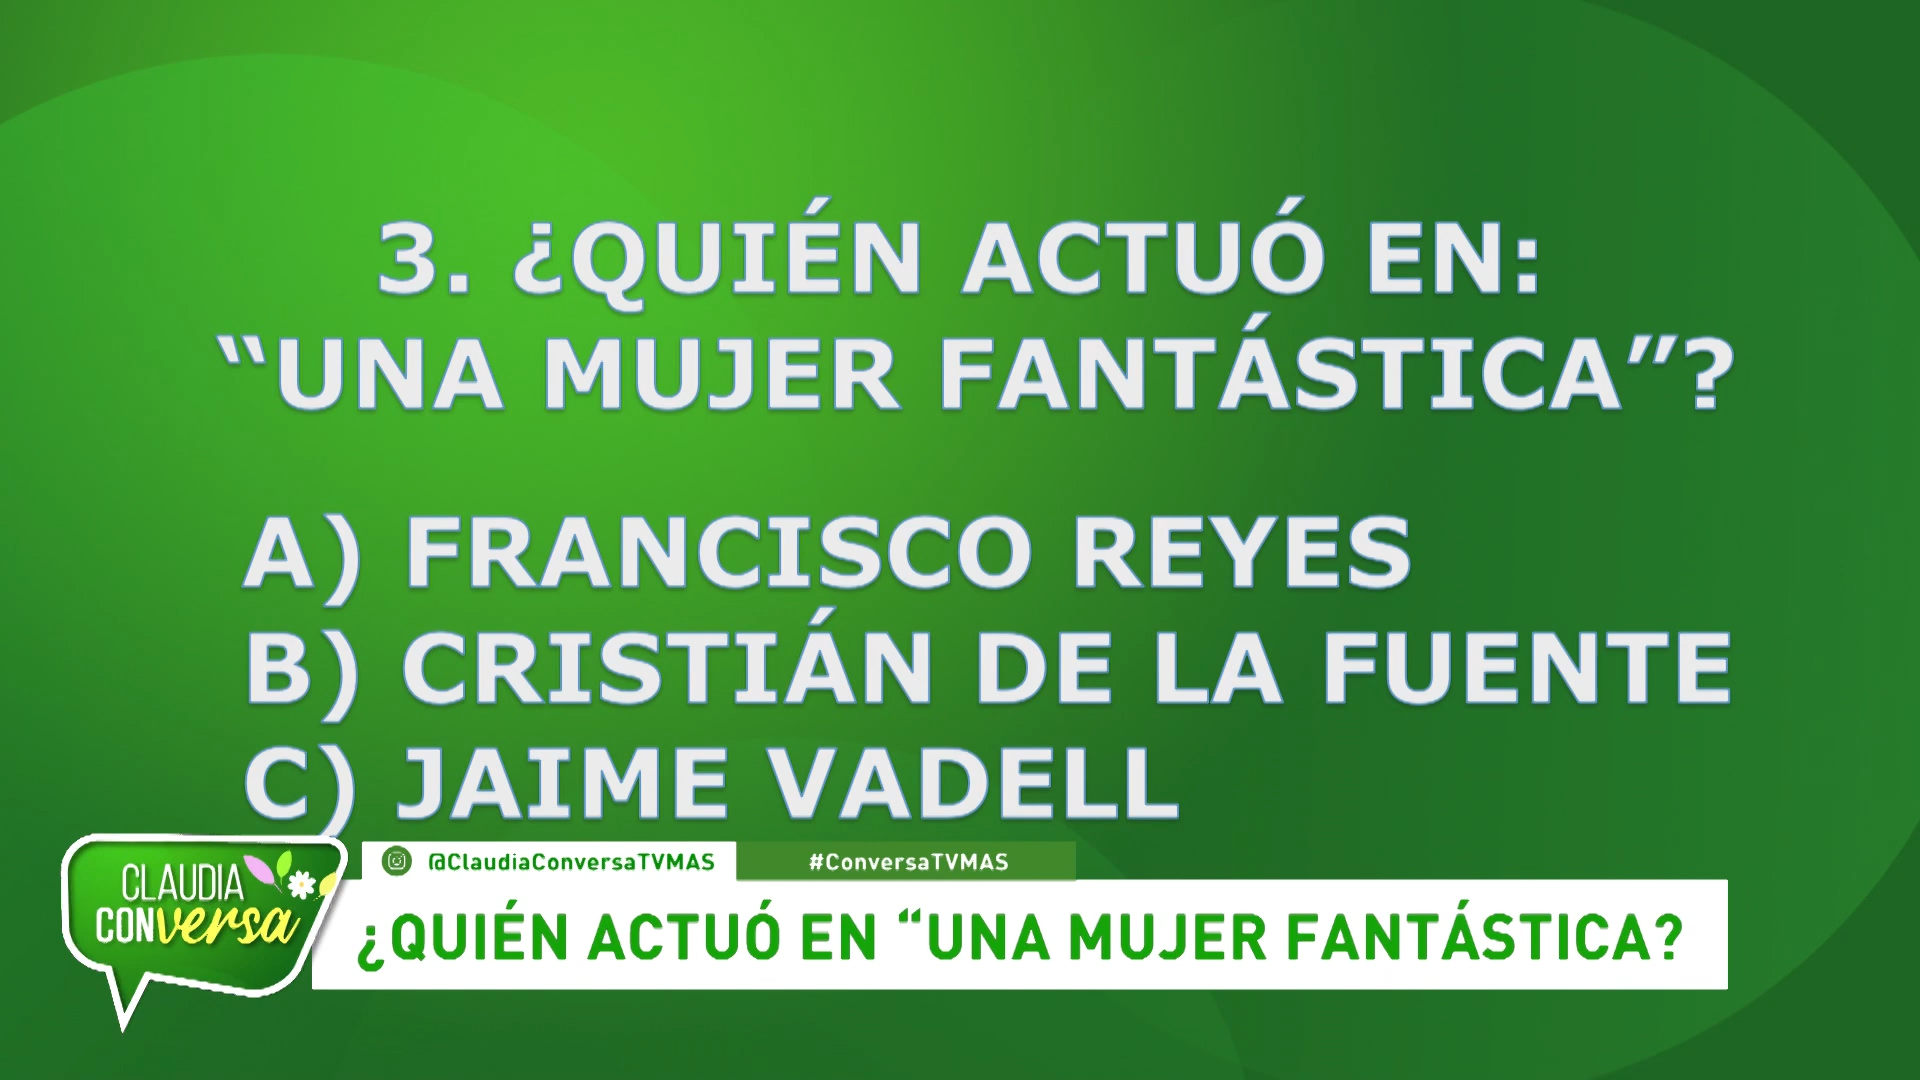 3. ¿QUIÉN ACTUÓ EN:
“UNA MUJER FANTÁSTICA”?
A) FRANCISCO REYES
B) CRISTIÁN DE LA FUENTE
C) JAIME VADELL
CLAUDIA
CONversa
@ClaudiaConversaTVMAS
#ConversaTVMAS
¿QUIÉN ACTUÓ EN “UNA MUJER FANTÁSTICA?